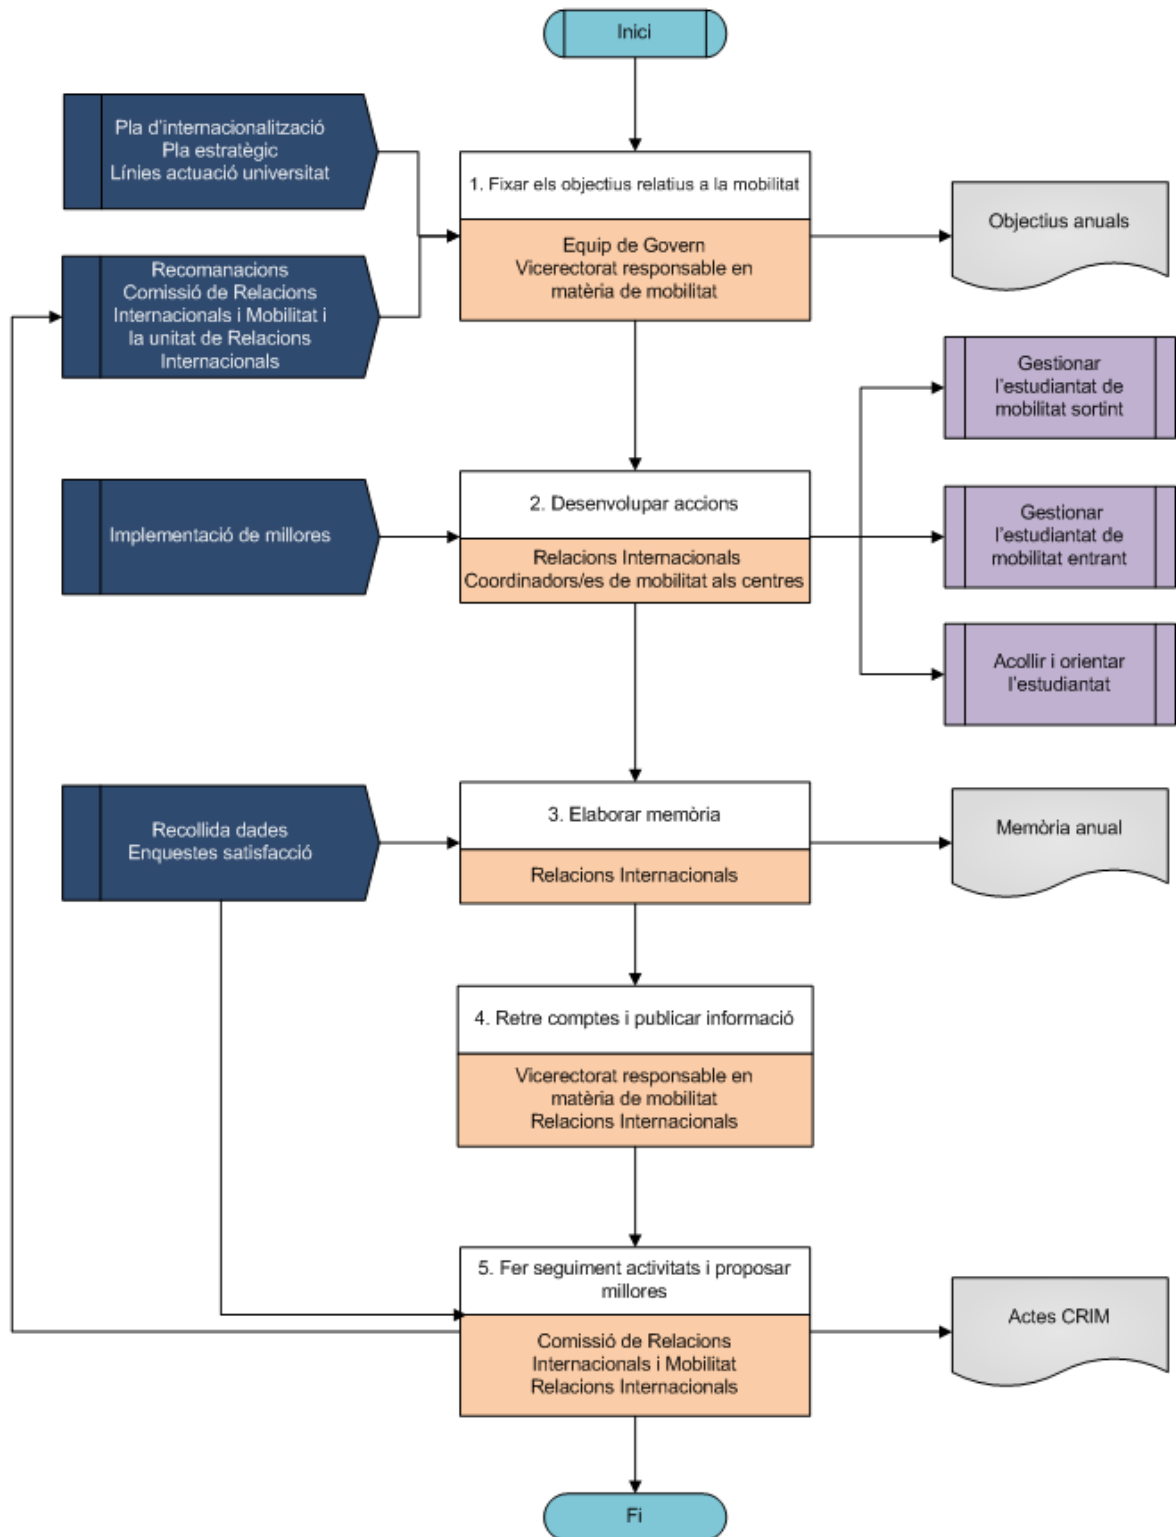 Inici
Pla d'internacionalització
Pla estratègic
Línies actuació universitat
1. Fixar els objectius relatius a la mobilitat
Equip de Govern
Vicerectorat responsable en
matèria de mobilitat
Objectius anuals
Recomanacions
Comissió de Relacions
Internacionals i Mobilitat i
la unitat de Relacions
Internacionals
Gestionar
l'estudiantat de
mobilitat sortint
Implementació de millores
2. Desenvolupar accions
Relacions Internacionals
Coordinadors/es de mobilitat als centres
Gestionar
l'estudiantat de
mobilitat entrant
Acollir i orientar
l'estudiantat
Recollida dades
Enquestes satisfacció
3. Elaborar memòria
Relacions Internacionals
Memòria anual
4. Retre comptes i publicar informació
Vicerectorat responsable en
matèria de mobilitat
Relacions Internacionals
5. Fer seguiment activitats i proposar
millores
Comissió de Relacions
Internacionals i Mobilitat
Relacions Internacionals
Actes CRIM
Fi